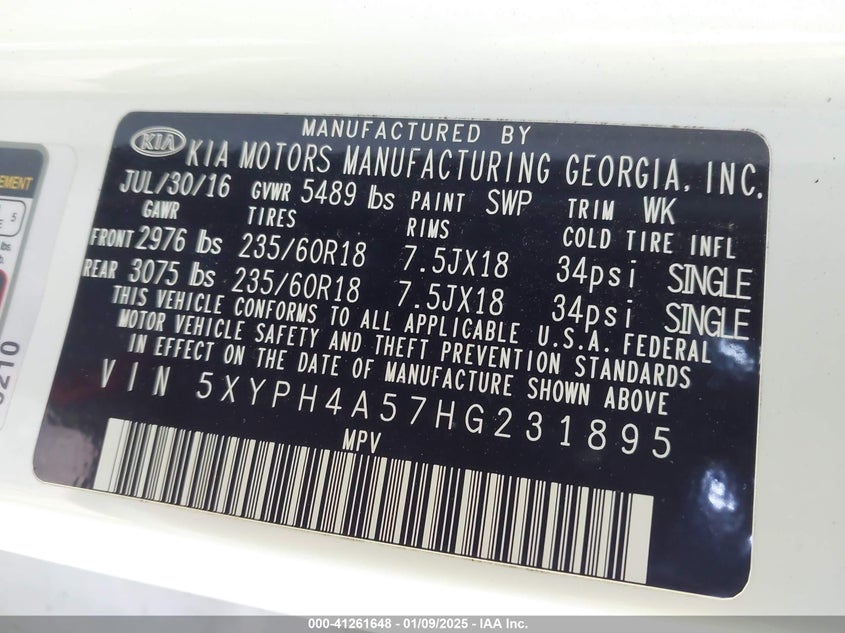 MANUFACTURED BY
KIA KIA MOTORS MANUFACTURING GEORGIA, INC.
JUL/30/16 GVWR 5489 lbs PAINT SWP TRIM WK
GAWR TIRES RIMS COLD TIRE INFL
FRONT 2976 lbs 235/60R18 7.5JX18 34psi SINGLE
REAR 3075 lbs 235/60R18 7.5JX18 34psi SINGLE
THIS VEHICLE CONFORMS TO ALL APPLICABLE U.S.A. FEDERAL
MOTOR VEHICLE SAFETY AND THEFT PREVENTION STANDARDS
IN EFFECT ON THE DATE OF MANUFACTURE SHOWN ABOVE
VIN 5XYPH4A57HG231895
MPV
000-41261648 - 01/09/2025 - IAA Inc.